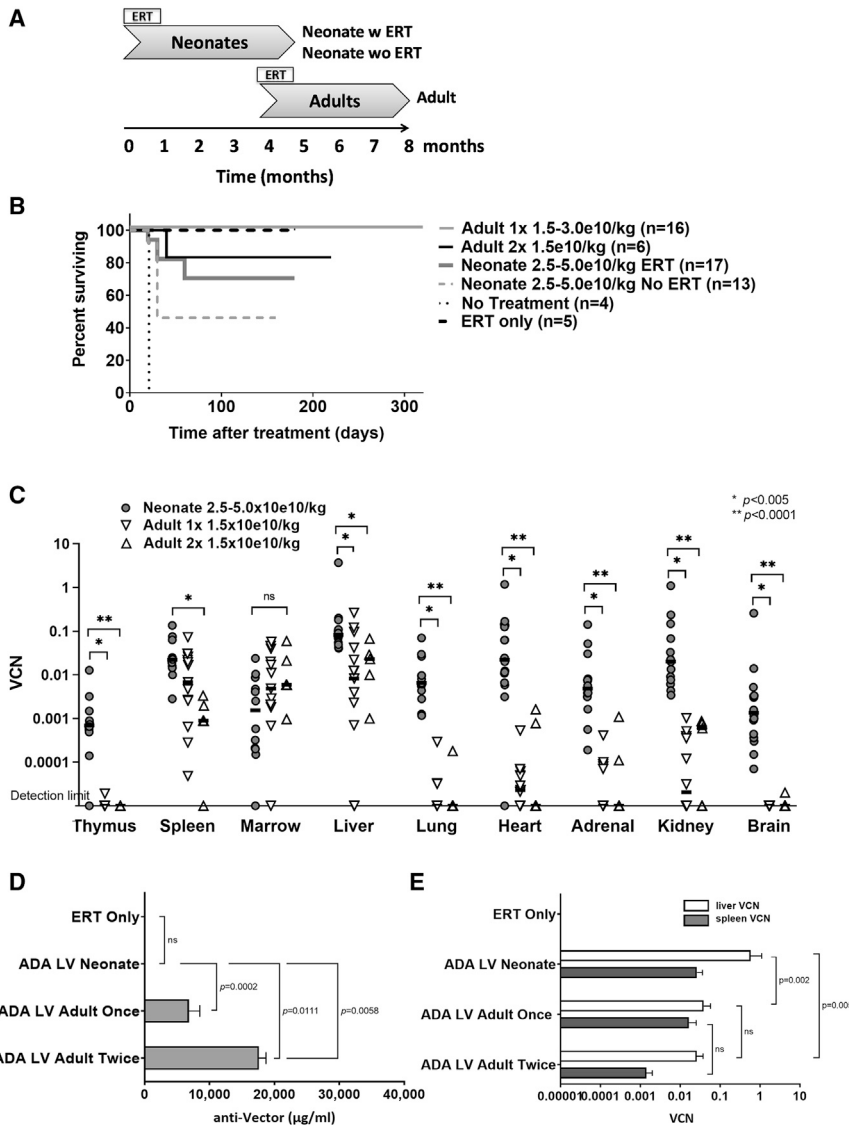 A
ERT
Neonates
Neonate w ERT
Neonate wo ERT
ERT
Adults
Adult
0 1 2 3 4 5 6 7 8 months
Time (months)
B
Percent surviving
100
80
60
40
20
0
0 100 200 300
Time after treatment (days)
Adult 1x 1.5-3.0e10/kg (n=16)
Adult 2x 1.5e10/kg (n=6)
Neonate 2.5-5.0e10/kg ERT (n=17)
Neonate 2.5-5.0e10/kg No ERT (n=13)
No Treatment (n=4)
ERT only (n=5)
C
Neonate 2.5-5.0x10e10/kg
Adult 1x 1.5x10e10/kg
Adult 2x 1.5x10e10/kg
* p<0.005
** p<0.0001
VCN
10
1
0.1
0.01
0.001
0.0001
Detection limit
** * * ns * * ** * ** * ** * ** * ** *
Thymus Spleen Marrow Liver Lung Heart Adrenal Kidney Brain
D
ERT Only
ADA LV Neonate
ADA LV Adult Once
ADA LV Adult Twice
ns
p=0.0002
p=0.0111
p=0.0058
0 10,000 20,000 30,000 40,000
anti-Vector (µg/ml)
E
liver VCN
spleen VCN
ERT Only
ADA LV Neonate
ADA LV Adult Once
ADA LV Adult Twice
p=0.002
ns
ns
0.00001 0.0001 0.001 0.01 0.1 1 10
VCN